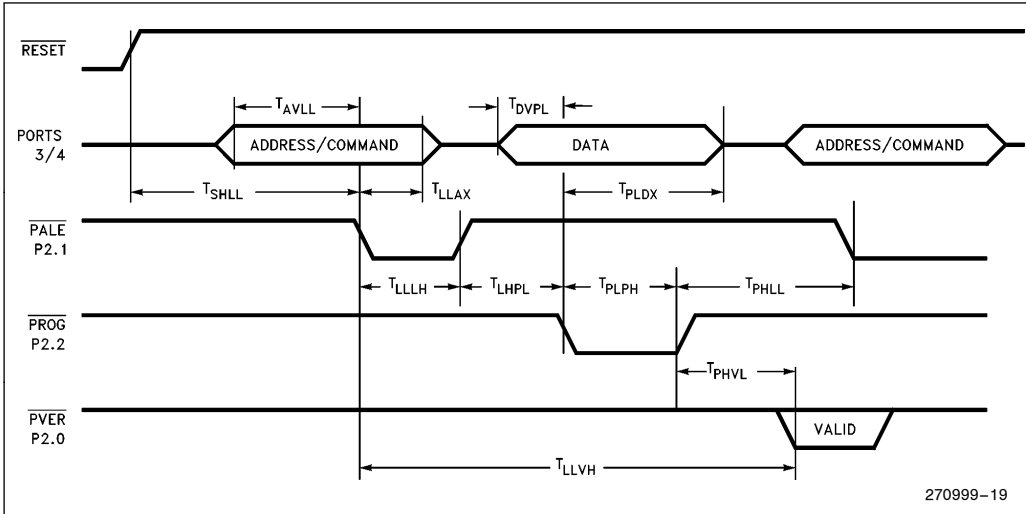 RESET
T_AVLL
T_DVPL
PORTS
3/4
ADDRESS/COMMAND
DATA
ADDRESS/COMMAND
T_SHLL
T_LLAX
T_PLDX
PALE
P2.1
T_LLLH
T_LHPL
T_PLPH
T_PHLL
PROG
P2.2
T_PHVL
PVER
P2.0
VALID
T_LLVH
270999-19